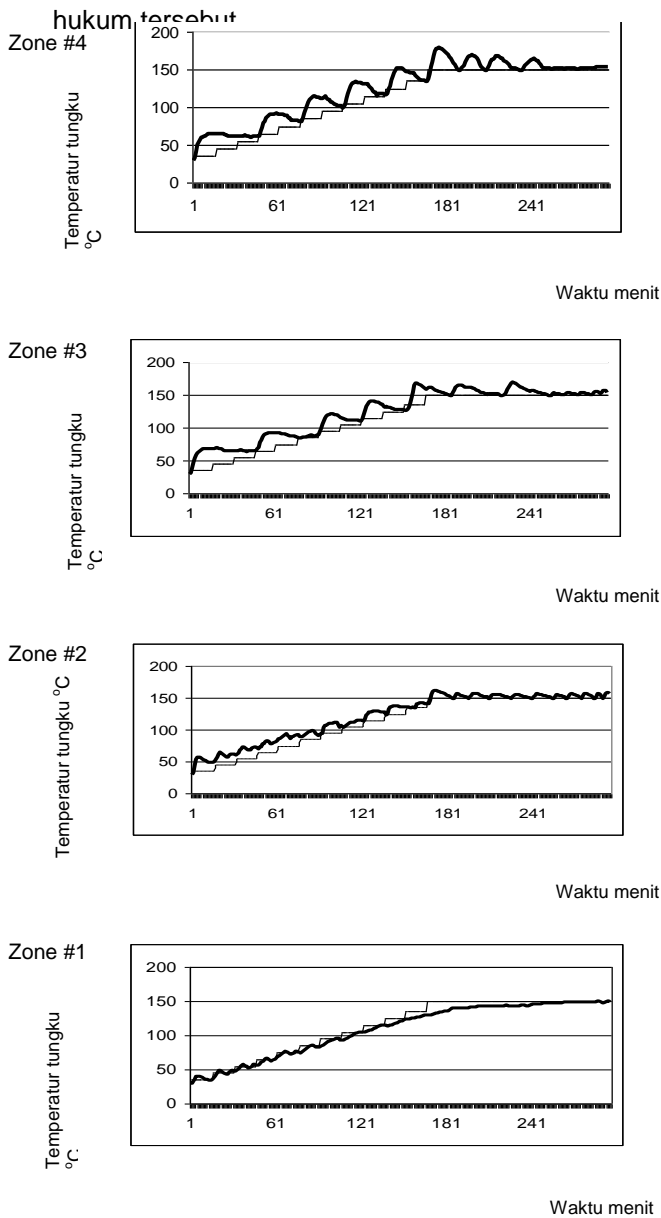 hukum tersebut
Zone #4
200
150
100
50
0
1 61 121 181 241
Temperatur tungku
°C
Waktu menit
Zone #3
200
150
100
50
0
1 61 121 181 241
Temperatur tungku
°C
Waktu menit
Zone #2
200
150
100
50
0
1 61 121 181 241
Temperatur tungku °C
Waktu menit
Zone #1
200
150
100
50
0
1 61 121 181 241
Temperatur tungku
°C
Waktu menit